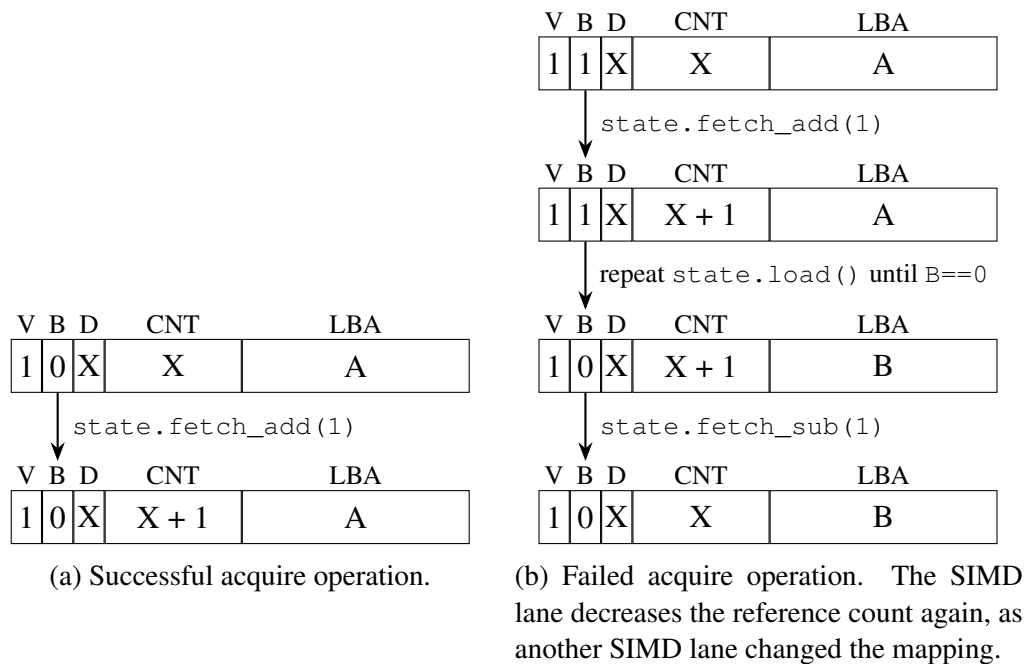 V B D CNT LBA
1 0 X X A
state.fetch_add(1)
V B D CNT LBA
1 0 X X + 1 A
(a) Successful acquire operation.
V B D CNT LBA
1 1 X X A
state.fetch_add(1)
V B D CNT LBA
1 1 X X + 1 A
repeat state.load() until B==0
V B D CNT LBA
1 0 X X + 1 B
state.fetch_sub(1)
V B D CNT LBA
1 0 X X B
(b) Failed acquire operation. The SIMD
lane decreases the reference count again, as
another SIMD lane changed the mapping.